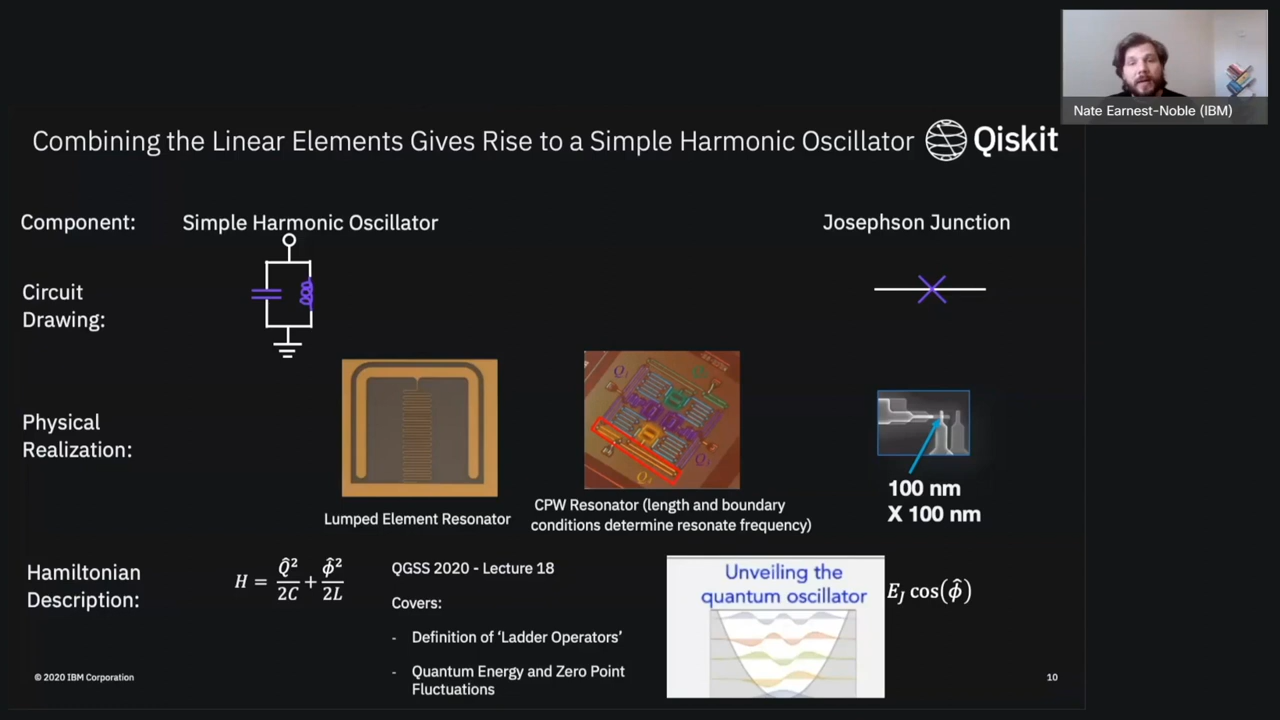 Nate Earnest-Noble (IBM)
Combining the Linear Elements Gives Rise to a Simple Harmonic Oscillator
Qiskit
Component:
Simple Harmonic Oscillator
Josephson Junction
Circuit
Drawing:
Physical
Realization:
Lumped Element Resonator
CPW Resonator (length and boundary
conditions determine resonate frequency)
100 nm
X 100 nm
Hamiltonian
Description:
H = Q̂²/2C + ϕ̂²/2L
QGSS 2020 - Lecture 18
Covers:
- Definition of ‘Ladder Operators’
- Quantum Energy and Zero Point
Fluctuations
Unveiling the
quantum oscillator
E_J cos(ϕ̂)
© 2020 IBM Corporation
10